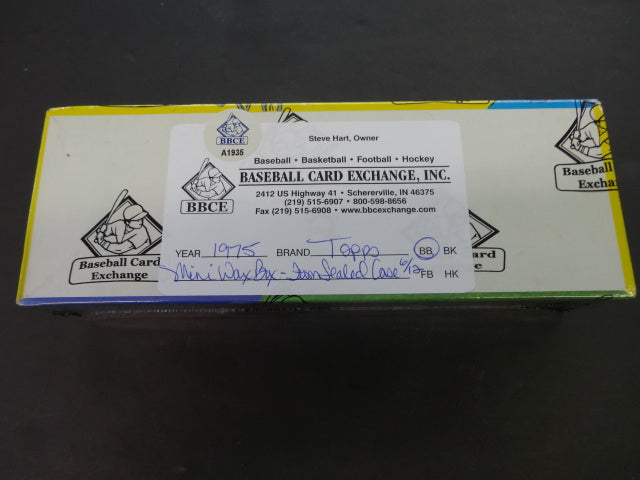 BBCE
A1935
Steve Hart, Owner
Baseball • Basketball • Football • Hockey
BASEBALL CARD EXCHANGE, INC.
2412 US Highway 41 • Schererville, IN 46375
(219) 515-6907 • 800-598-8656
Fax (219) 515-6908 • www.bbcexchange.com
BBCE
YEAR 1975 BRAND Topps BB BK
Mini Wax Box - From Sealed Case 6/12 FB HK
Baseball Card
Exchange
Baseball
Excha
ard
e